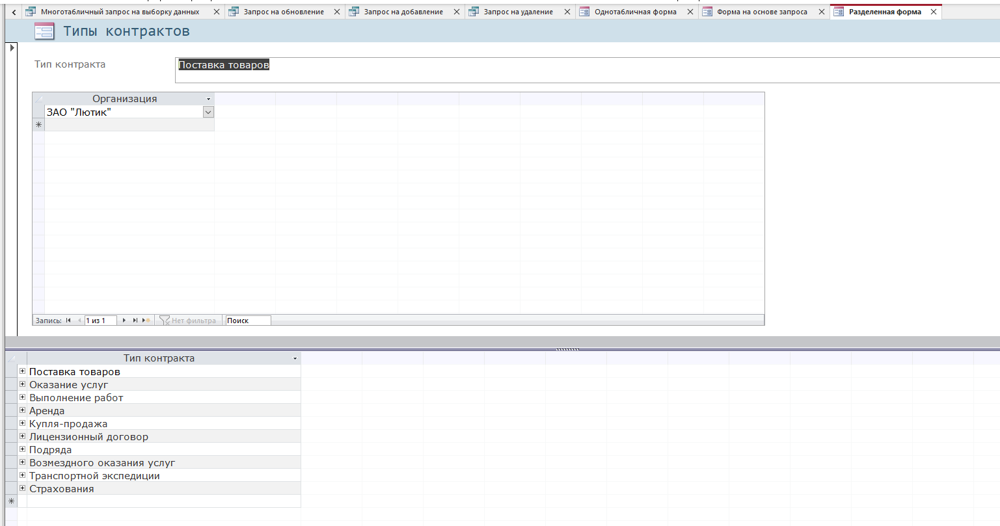 Многотабличный запрос на выборку данных
Запрос на обновление
Запрос на добавление
Запрос на удаление
Однотабличная форма
Форма на основе запроса
Разделенная форма
Типы контрактов
Тип контракта
Поставка товаров
Организация
ЗАО "Лютик"
Запись: 1 из 1 Нет фильтра Поиск
Тип контракта
Поставка товаров
Оказание услуг
Выполнение работ
Аренда
Купля-продажа
Лицензионный договор
Подряда
Возмездного оказания услуг
Транспортной экспедиции
Страхования